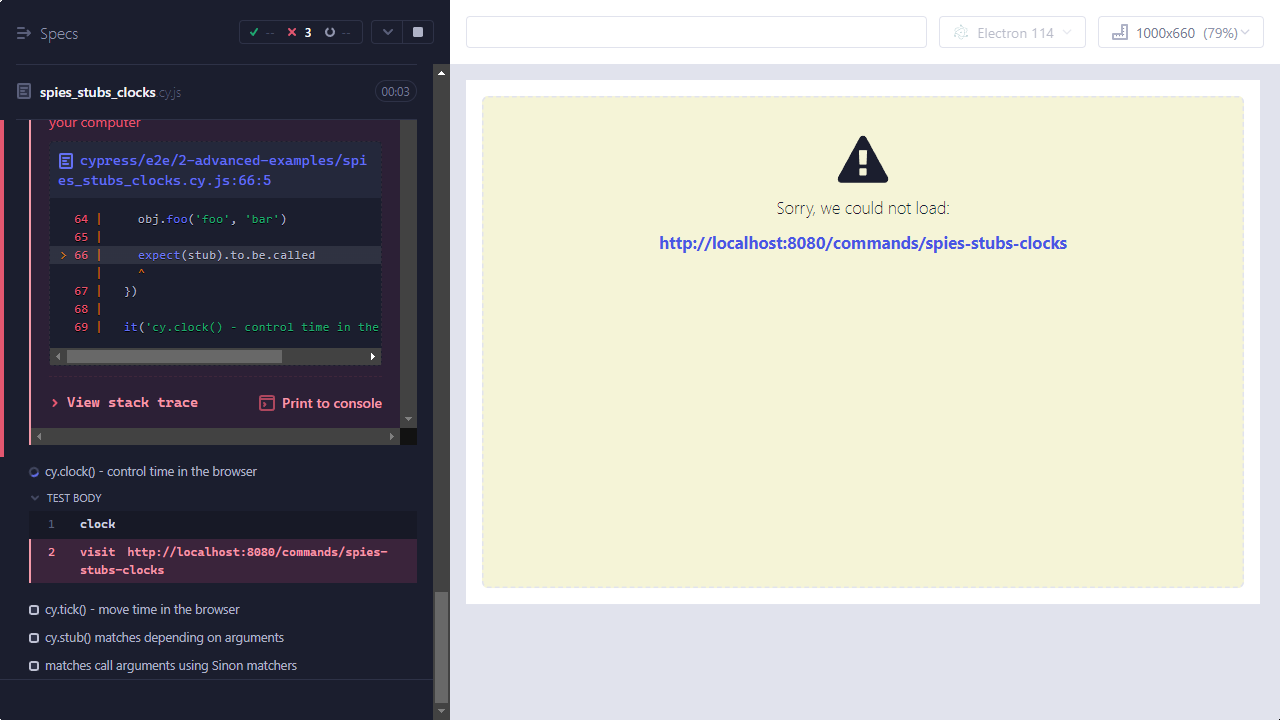 Specs
--
3
--
spies_stubs_clocks cy.js
00:03
your computer
cypress/e2e/2-advanced-examples/spi
es_stubs_clocks.cy.js:66:5
64 | obj.foo('foo', 'bar')
65 |
> 66 | expect(stub).to.be.called
| ^
67 | })
68 |
69 | it('cy.clock() - control time in the
View stack trace
Print to console
cy.clock() - control time in the browser
TEST BODY
1 clock
2 visit http://localhost:8080/commands/spies-
stubs-clocks
cy.tick() - move time in the browser
cy.stub() matches depending on arguments
matches call arguments using Sinon matchers
Electron 114
1000x660 (79%)
Sorry, we could not load:
http://localhost:8080/commands/spies-stubs-clocks